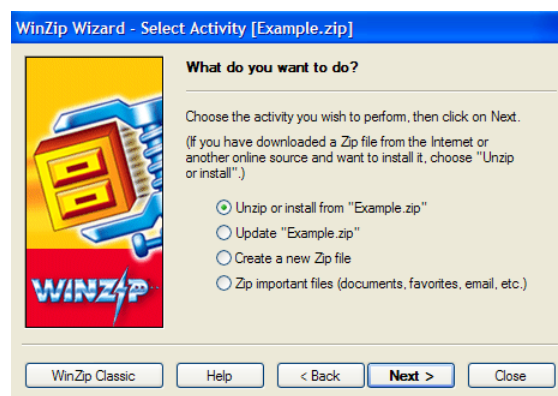 WinZip Wizard - Select Activity [Example.zip]
What do you want to do?
Choose the activity you wish to perform, then click on Next.
(If you have downloaded a Zip file from the Internet or
another online source and want to install it, choose "Unzip
or install".)
Unzip or install from "Example.zip"
Update "Example.zip"
Create a new Zip file
Zip important files (documents, favorites, email, etc.)
WINZIP
WinZip Classic
Help
< Back
Next >
Close